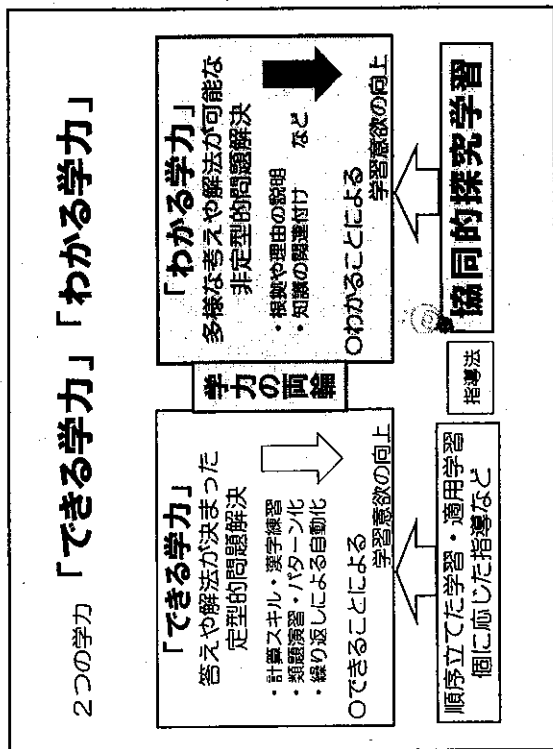 2つの学力「できる学力」「わかる学力」
「できる学力」
答えや解法が決まった
定型的問題解決
・計算スキル・漢字練習
・類題演習・パターン化
・繰り返しによる自動化
〇できることによる
学習意欲の向上
学力の両輪
「わかる学力」
多様な考えや解法が可能な
非定型的問題解決
・根拠や理由の説明
・知識の関連付け　など
〇わかることによる
学習意欲の向上
順序立てた学習・適用学習
個に応じた指導など
指導法
協同的探究学習